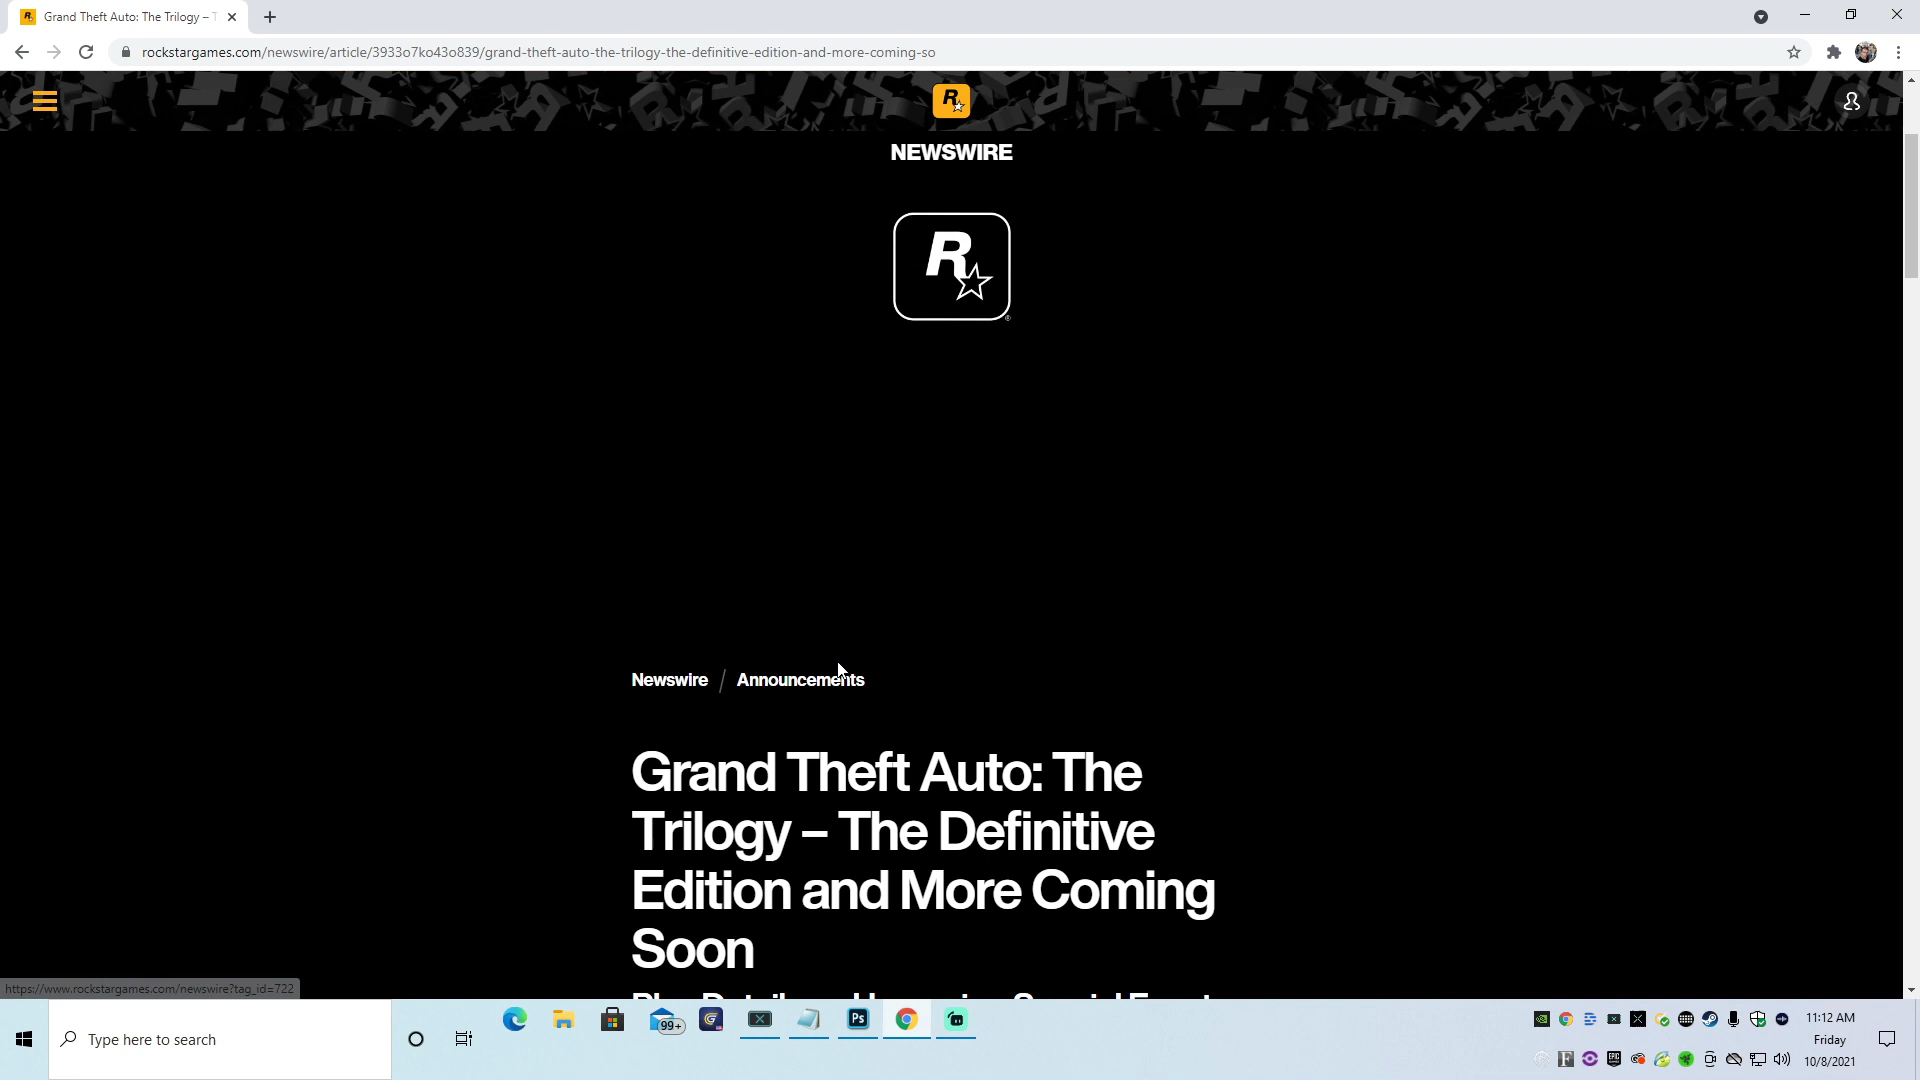 Grand Theft Auto: The Trilogy –
rockstargames.com/newswire/article/3933o7ko43o839/grand-theft-auto-the-trilogy-the-definitive-edition-and-more-coming-so
NEWSWIRE
R
Newswire / Announcements
Grand Theft Auto: The
Trilogy – The Definitive
Edition and More Coming
Soon
https://www.rockstargames.com/newswire?tag_id=722
Type here to search
99+
Ps
11:12 AM
Friday
10/8/2021